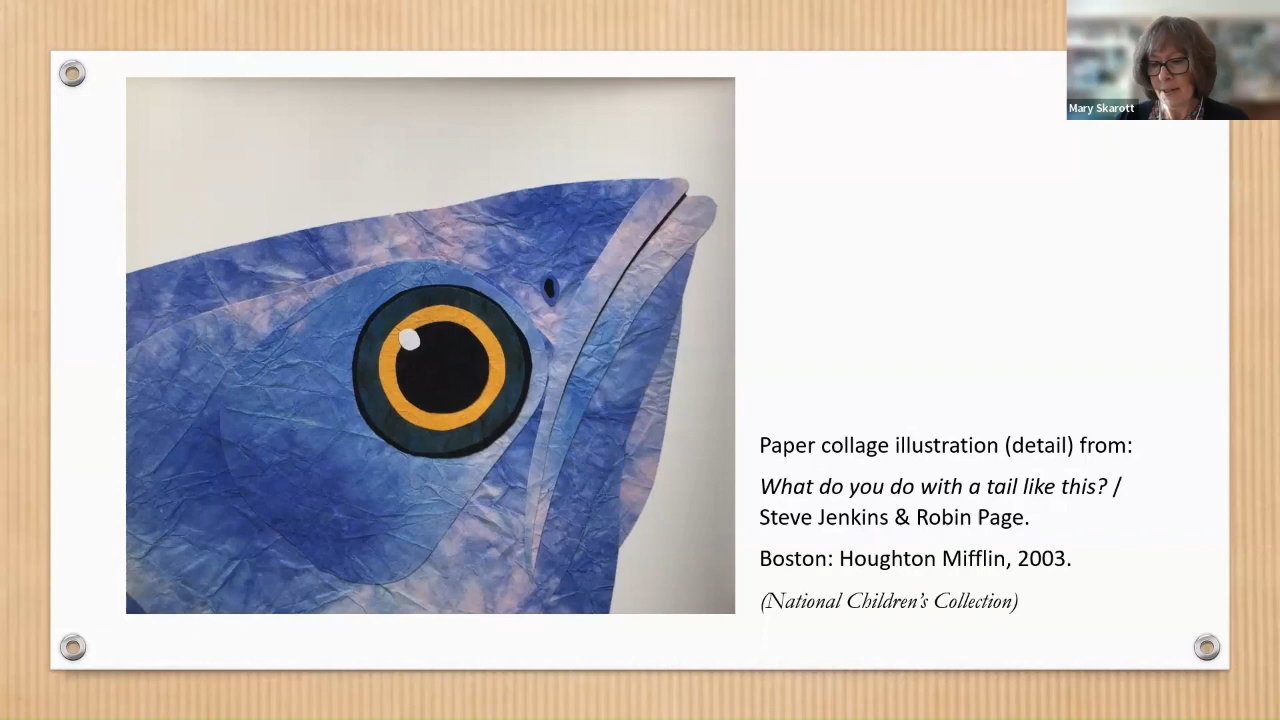 Mary Skarott
Paper collage illustration (detail) from:
What do you do with a tail like this? /
Steve Jenkins & Robin Page.
Boston: Houghton Mifflin, 2003.
(National Children's Collection)